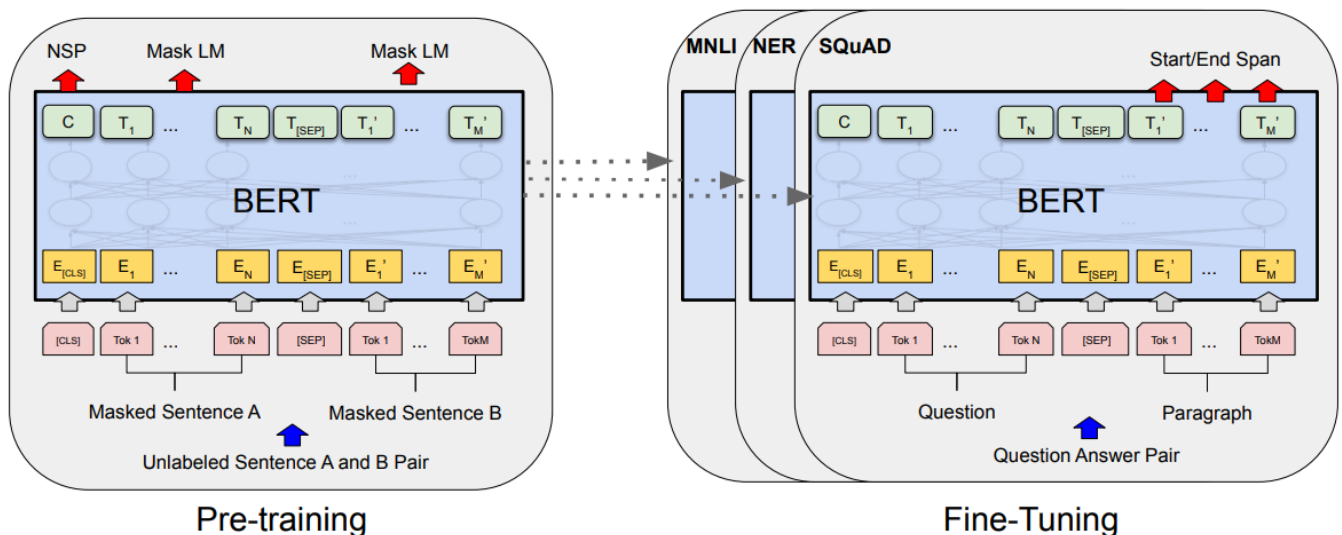 NSP Mask LM Mask LM
C T1 ... TN T[SEP] T1' ... TM'
...
BERT
...
E[CLS] E1 ... EN E[SEP] E1' ... EM'
[CLS] Tok 1 ... Tok N [SEP] Tok 1 ... TokM
Masked Sentence A Masked Sentence B
Unlabeled Sentence A and B Pair
Pre-training
MNLI NER SQuAD
Start/End Span
C T1 ... TN T[SEP] T1' ... TM'
...
BERT
...
E[CLS] E1 ... EN E[SEP] E1' ... EM'
[CLS] Tok 1 ... Tok N [SEP] Tok 1 ... TokM
Question Paragraph
Question Answer Pair
Fine-Tuning